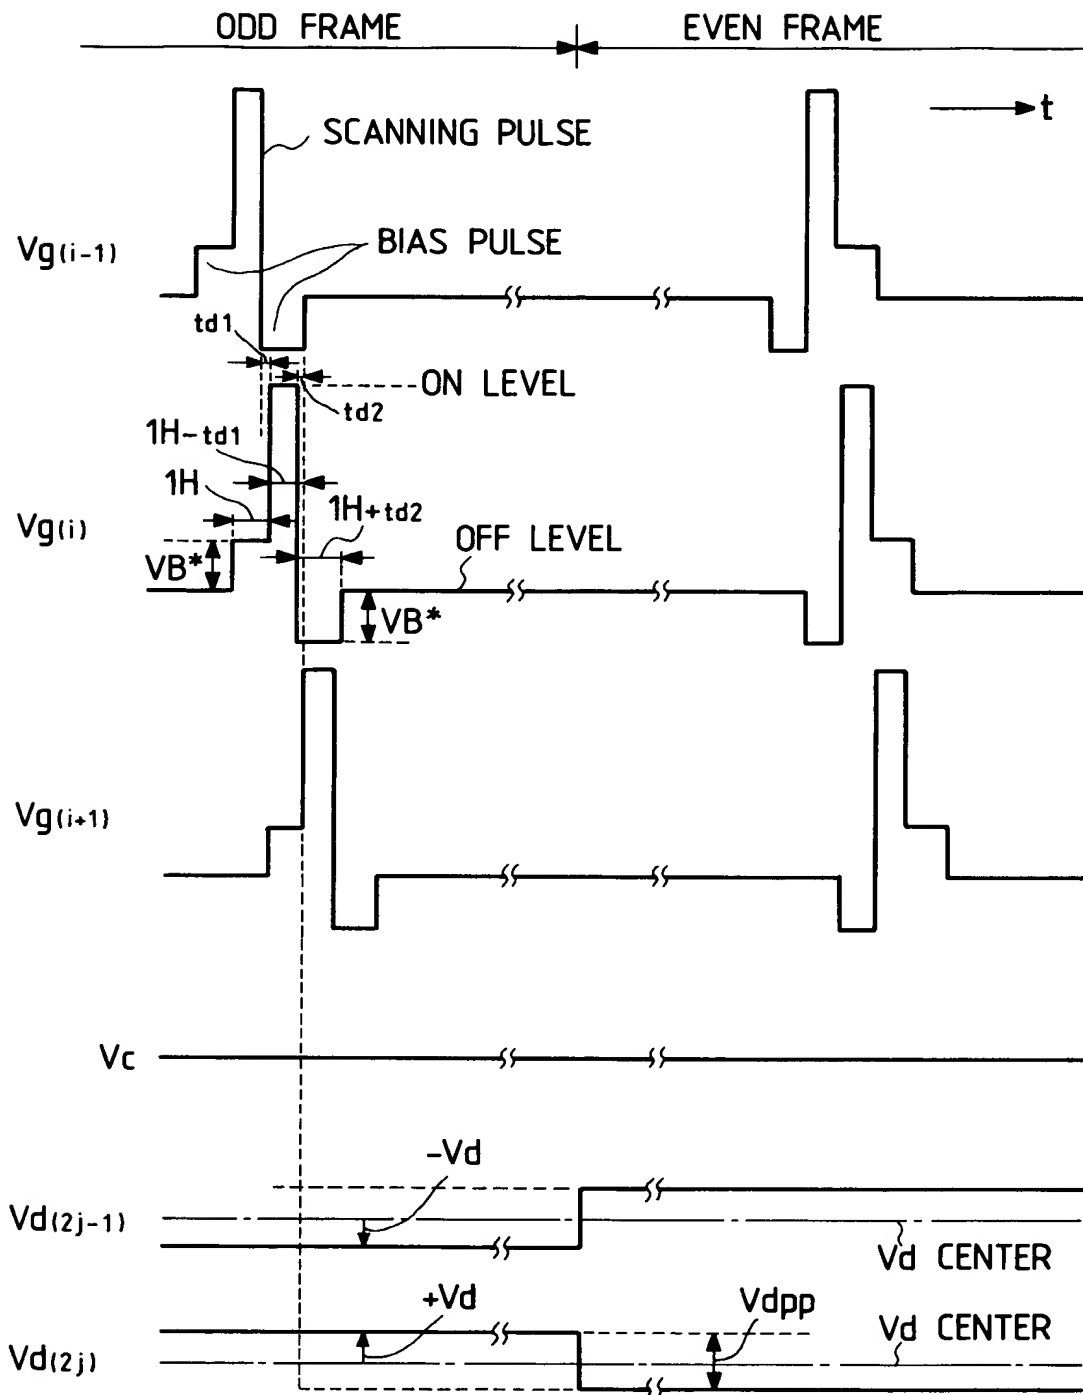 ODD FRAME EVEN FRAME
t
SCANNING PULSE
Vg(i-1) BIAS PULSE
td1
ON LEVEL
td2
1H-td1
1H
1H+td2
Vg(i) OFF LEVEL
VB*
VB*
Vg(i+1)
Vc
-Vd
Vd(2j-1)
Vd CENTER
+Vd Vdpp Vd CENTER
Vd(2j)